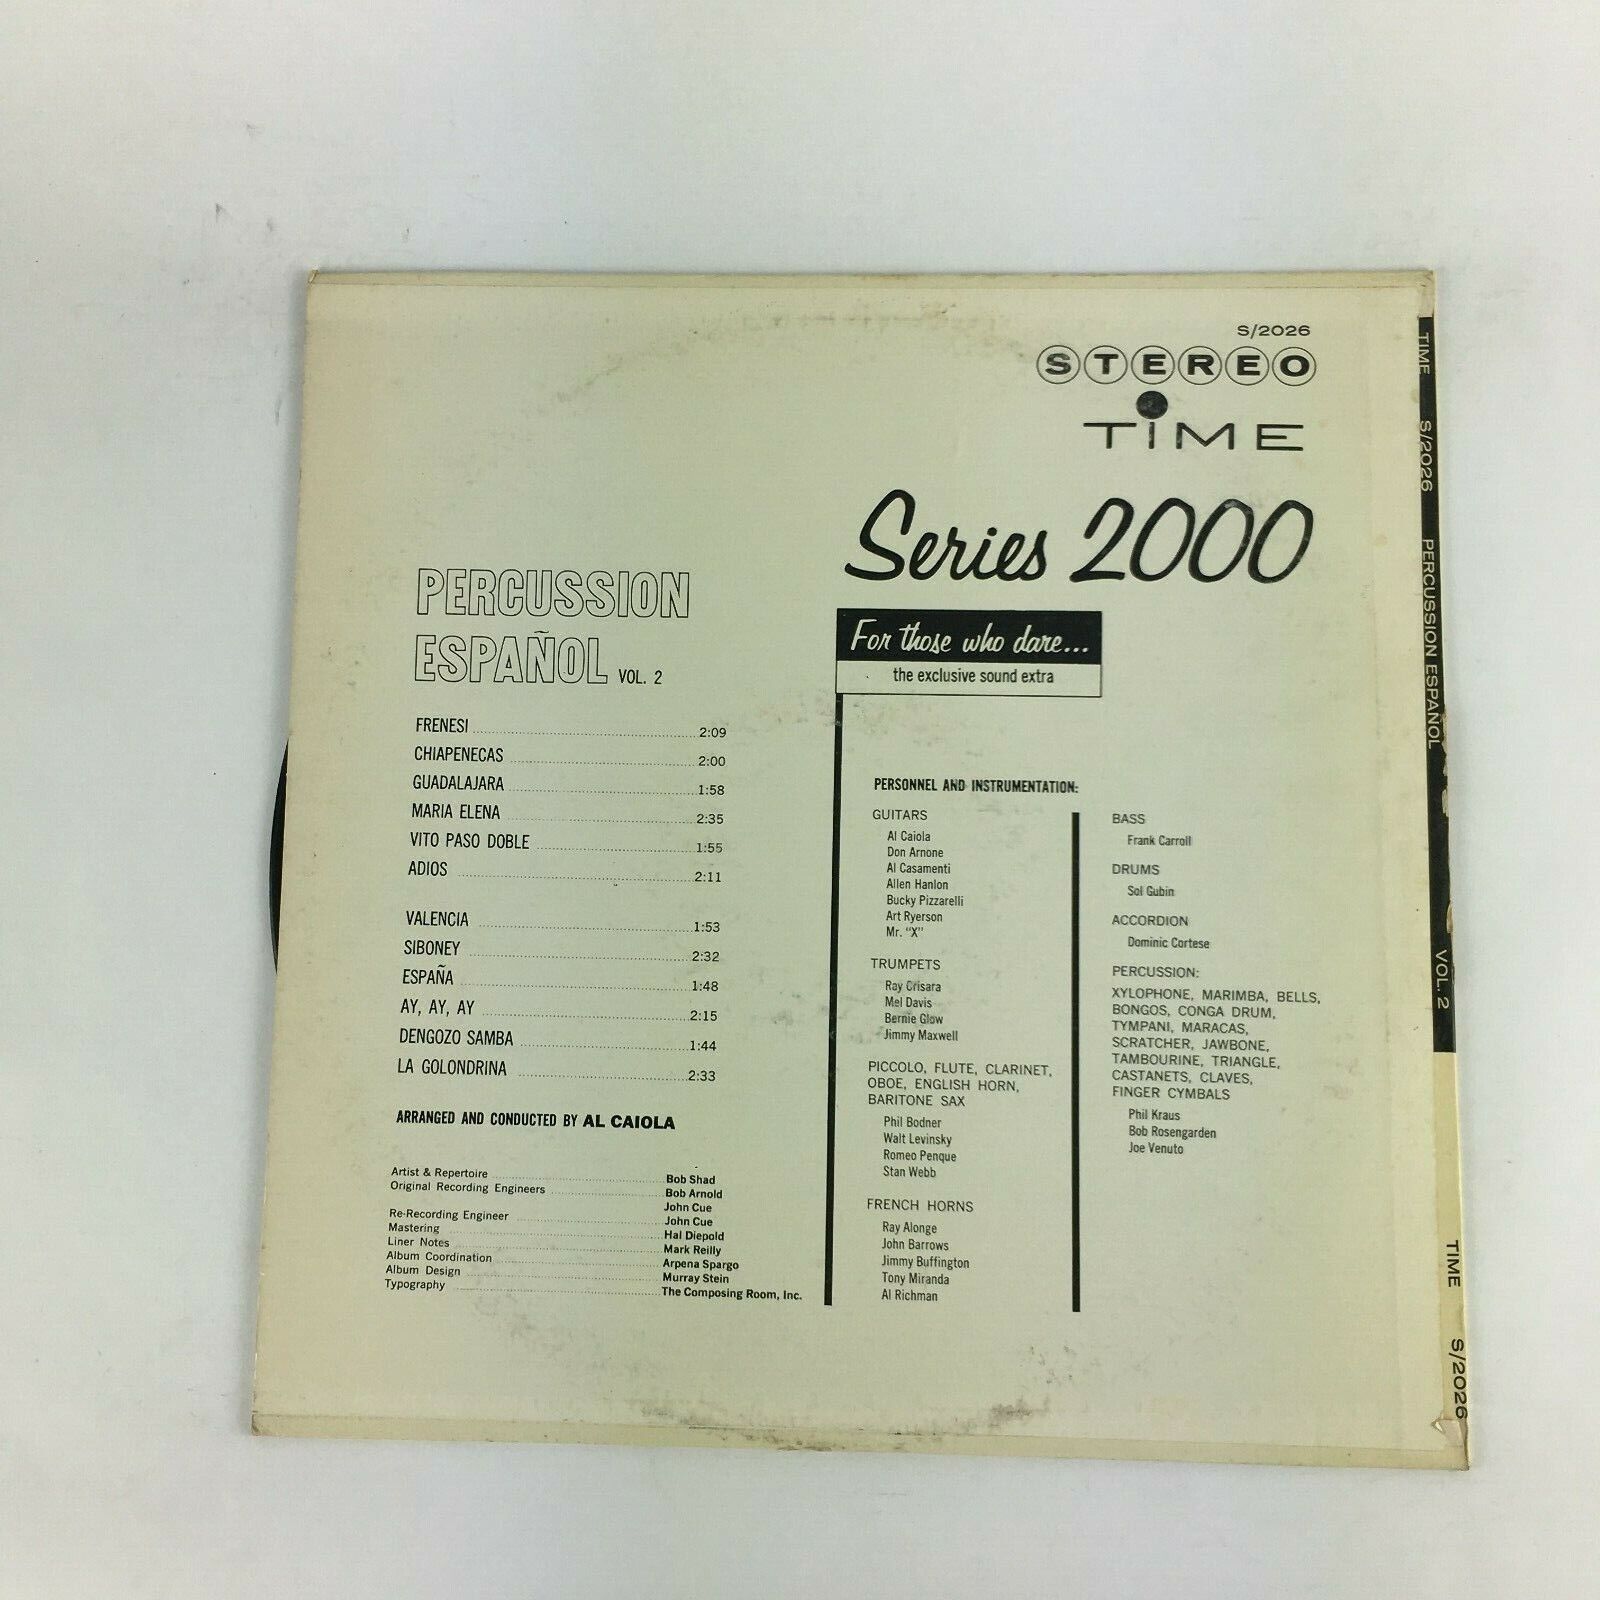 S/2026
STEREO
TIME
Series 2000
For those who dare...
the exclusive sound extra
PERCUSSION
ESPAÑOL VOL. 2
FRENESI 2:09
CHIAPENECAS 2:00
GUADALAJARA 1:58
MARIA ELENA 2:35
VITO PASO DOBLE 1:55
ADIOS 2:11
VALENCIA 1:53
SIBONEY 2:32
ESPAÑA 1:48
AY, AY, AY 2:15
DENGOZO SAMBA 1:44
LA GOLONDRINA 2:33
ARRANGED AND CONDUCTED BY AL CAIOLA
Artist & Repertoire Bob Shad
Original Recording Engineers Bob Arnold
John Cue
Re-Recording Engineer John Cue
Mastering Hal Diepold
Liner Notes Mark Reilly
Album Coordination Arpena Spargo
Album Design Murray Stein
Typography The Composing Room, Inc.
PERSONNEL AND INSTRUMENTATION:
GUITARS
Al Caiola
Don Arnone
Al Casamenti
Allen Hanlon
Bucky Pizzarelli
Art Ryerson
Mr. "X"
TRUMPETS
Ray Crisara
Mel Davis
Bernie Glow
Jimmy Maxwell
PICCOLO, FLUTE, CLARINET,
OBOE, ENGLISH HORN,
BARITONE SAX
Phil Bodner
Walt Levinsky
Romeo Penque
Stan Webb
FRENCH HORNS
Ray Alonge
John Barrows
Jimmy Buffington
Tony Miranda
Al Richman
BASS
Frank Carroll
DRUMS
Sol Gubin
ACCORDION
Dominic Cortese
PERCUSSION:
XYLOPHONE, MARIMBA, BELLS,
BONGOS, CONGA DRUM,
TYMPANI, MARACAS,
SCRATCHER, JAWBONE,
TAMBOURINE, TRIANGLE,
CASTANETS, CLAVES,
FINGER CYMBALS
Phil Kraus
Bob Rosengarden
Joe Venuto
TIME S/2026 PERCUSSION ESPAÑOL VOL. 2 TIME S/2026